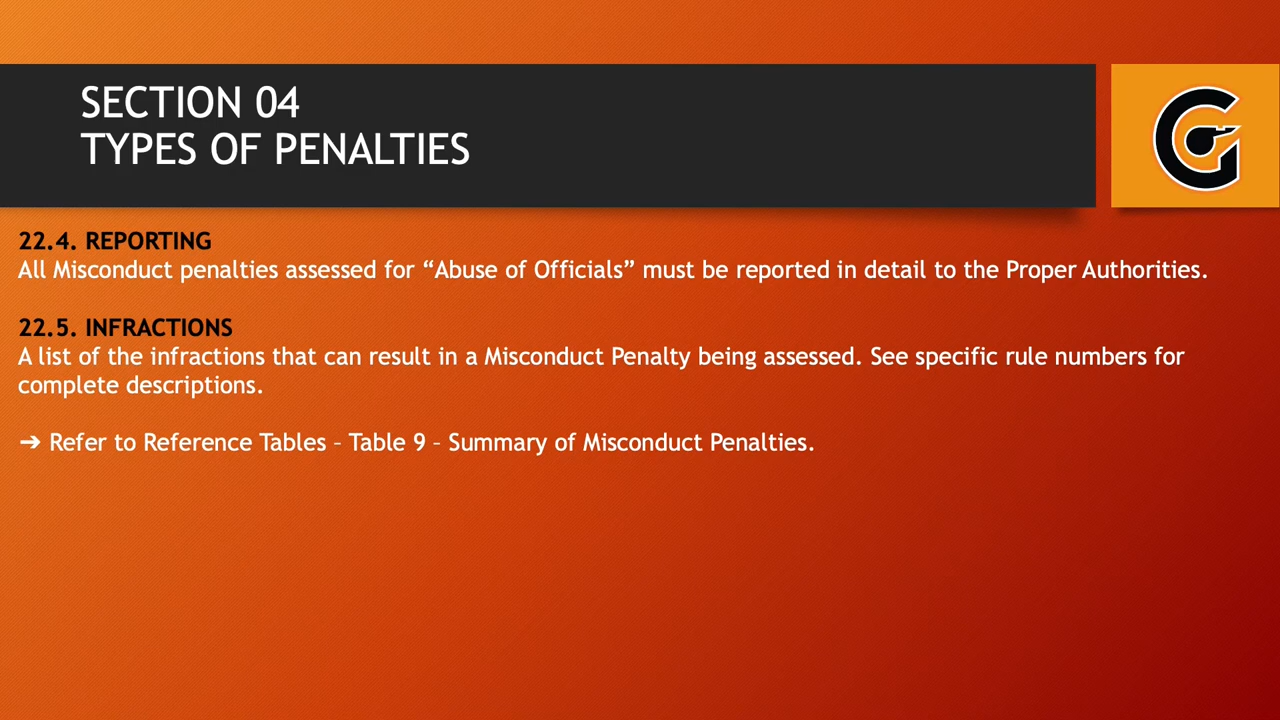 SECTION 04
TYPES OF PENALTIES
22.4. REPORTING
All Misconduct penalties assessed for “Abuse of Officials” must be reported in detail to the Proper Authorities.
22.5. INFRACTIONS
A list of the infractions that can result in a Misconduct Penalty being assessed. See specific rule numbers for
complete descriptions.
➔ Refer to Reference Tables – Table 9 – Summary of Misconduct Penalties.
G